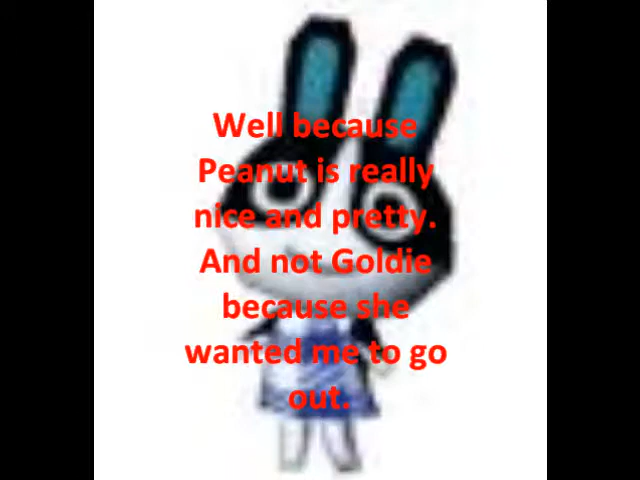 Well because
Peanut is really
nice and pretty.
And not Goldie
because she
wanted me to go
out.